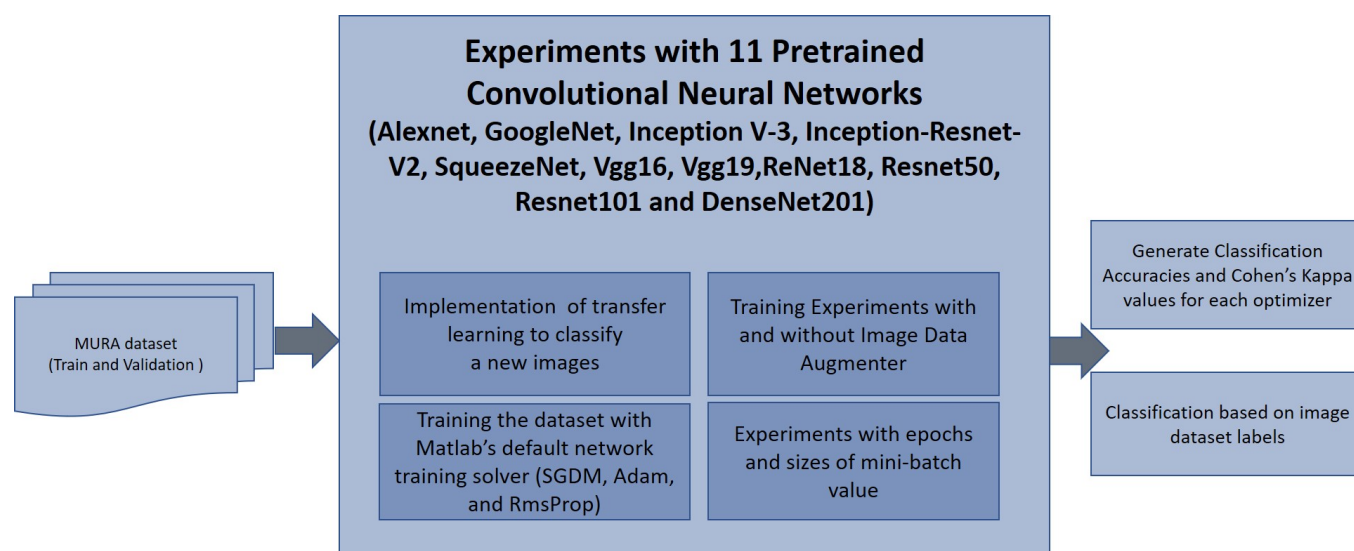 Experiments with 11 Pretrained
Convolutional Neural Networks
(Alexnet, GoogleNet, Inception V-3, Inception-Resnet-
V2, SqueezeNet, Vgg16, Vgg19,ReNet18, Resnet50,
Resnet101 and DenseNet201)
MURA dataset
(Train and Validation )
Implementation of transfer
learning to classify
a new images
Training Experiments with
and without Image Data
Augmenter
Training the dataset with
Matlab's default network
training solver (SGDM, Adam,
and RmsProp)
Experiments with epochs
and sizes of mini-batch
value
Generate Classification
Accuracies and Cohen's Kappa
values for each optimizer
Classification based on image
dataset labels